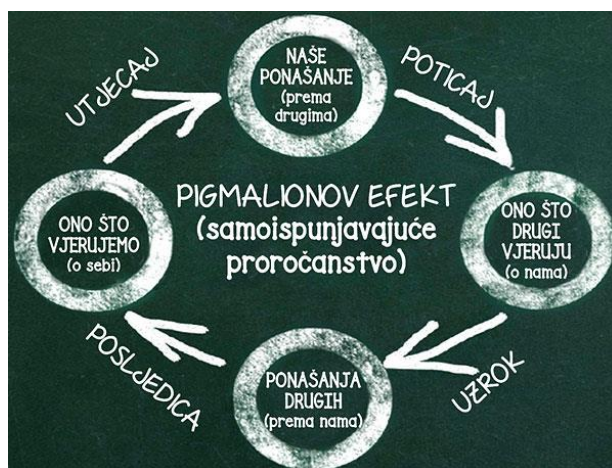 NAŠE
PONAŠANJE
(prema
drugima)
POTICAJ
ONO ŠTO
DRUGI
VJERUJU
(o nama)
UZROK
PONAŠANJA
DRUGIH
(prema nama)
POSLJEDICA
ONO ŠTO
VJERUJEMO
(o sebi)
UTJECAJ
PIGMALIONOV EFEKT
(samoispunjavajuće
proročanstvo)